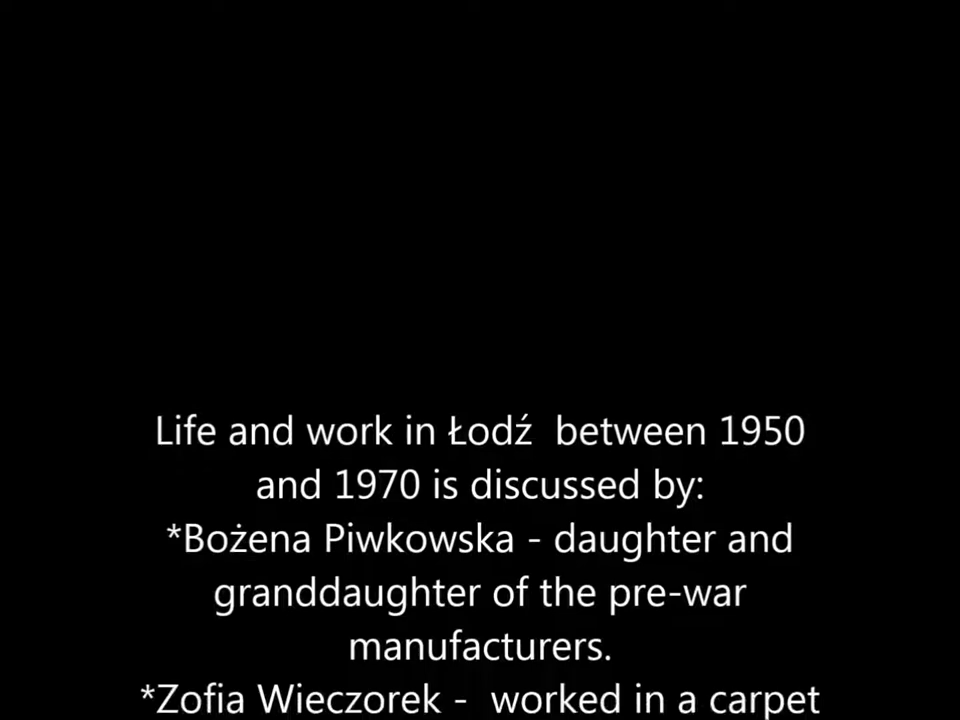 Life and work in Łodź  between 1950
and 1970 is discussed by:
*Bożena Piwkowska - daughter and
granddaughter of the pre-war
manufacturers.
*Zofia Wieczorek -  worked in a carpet